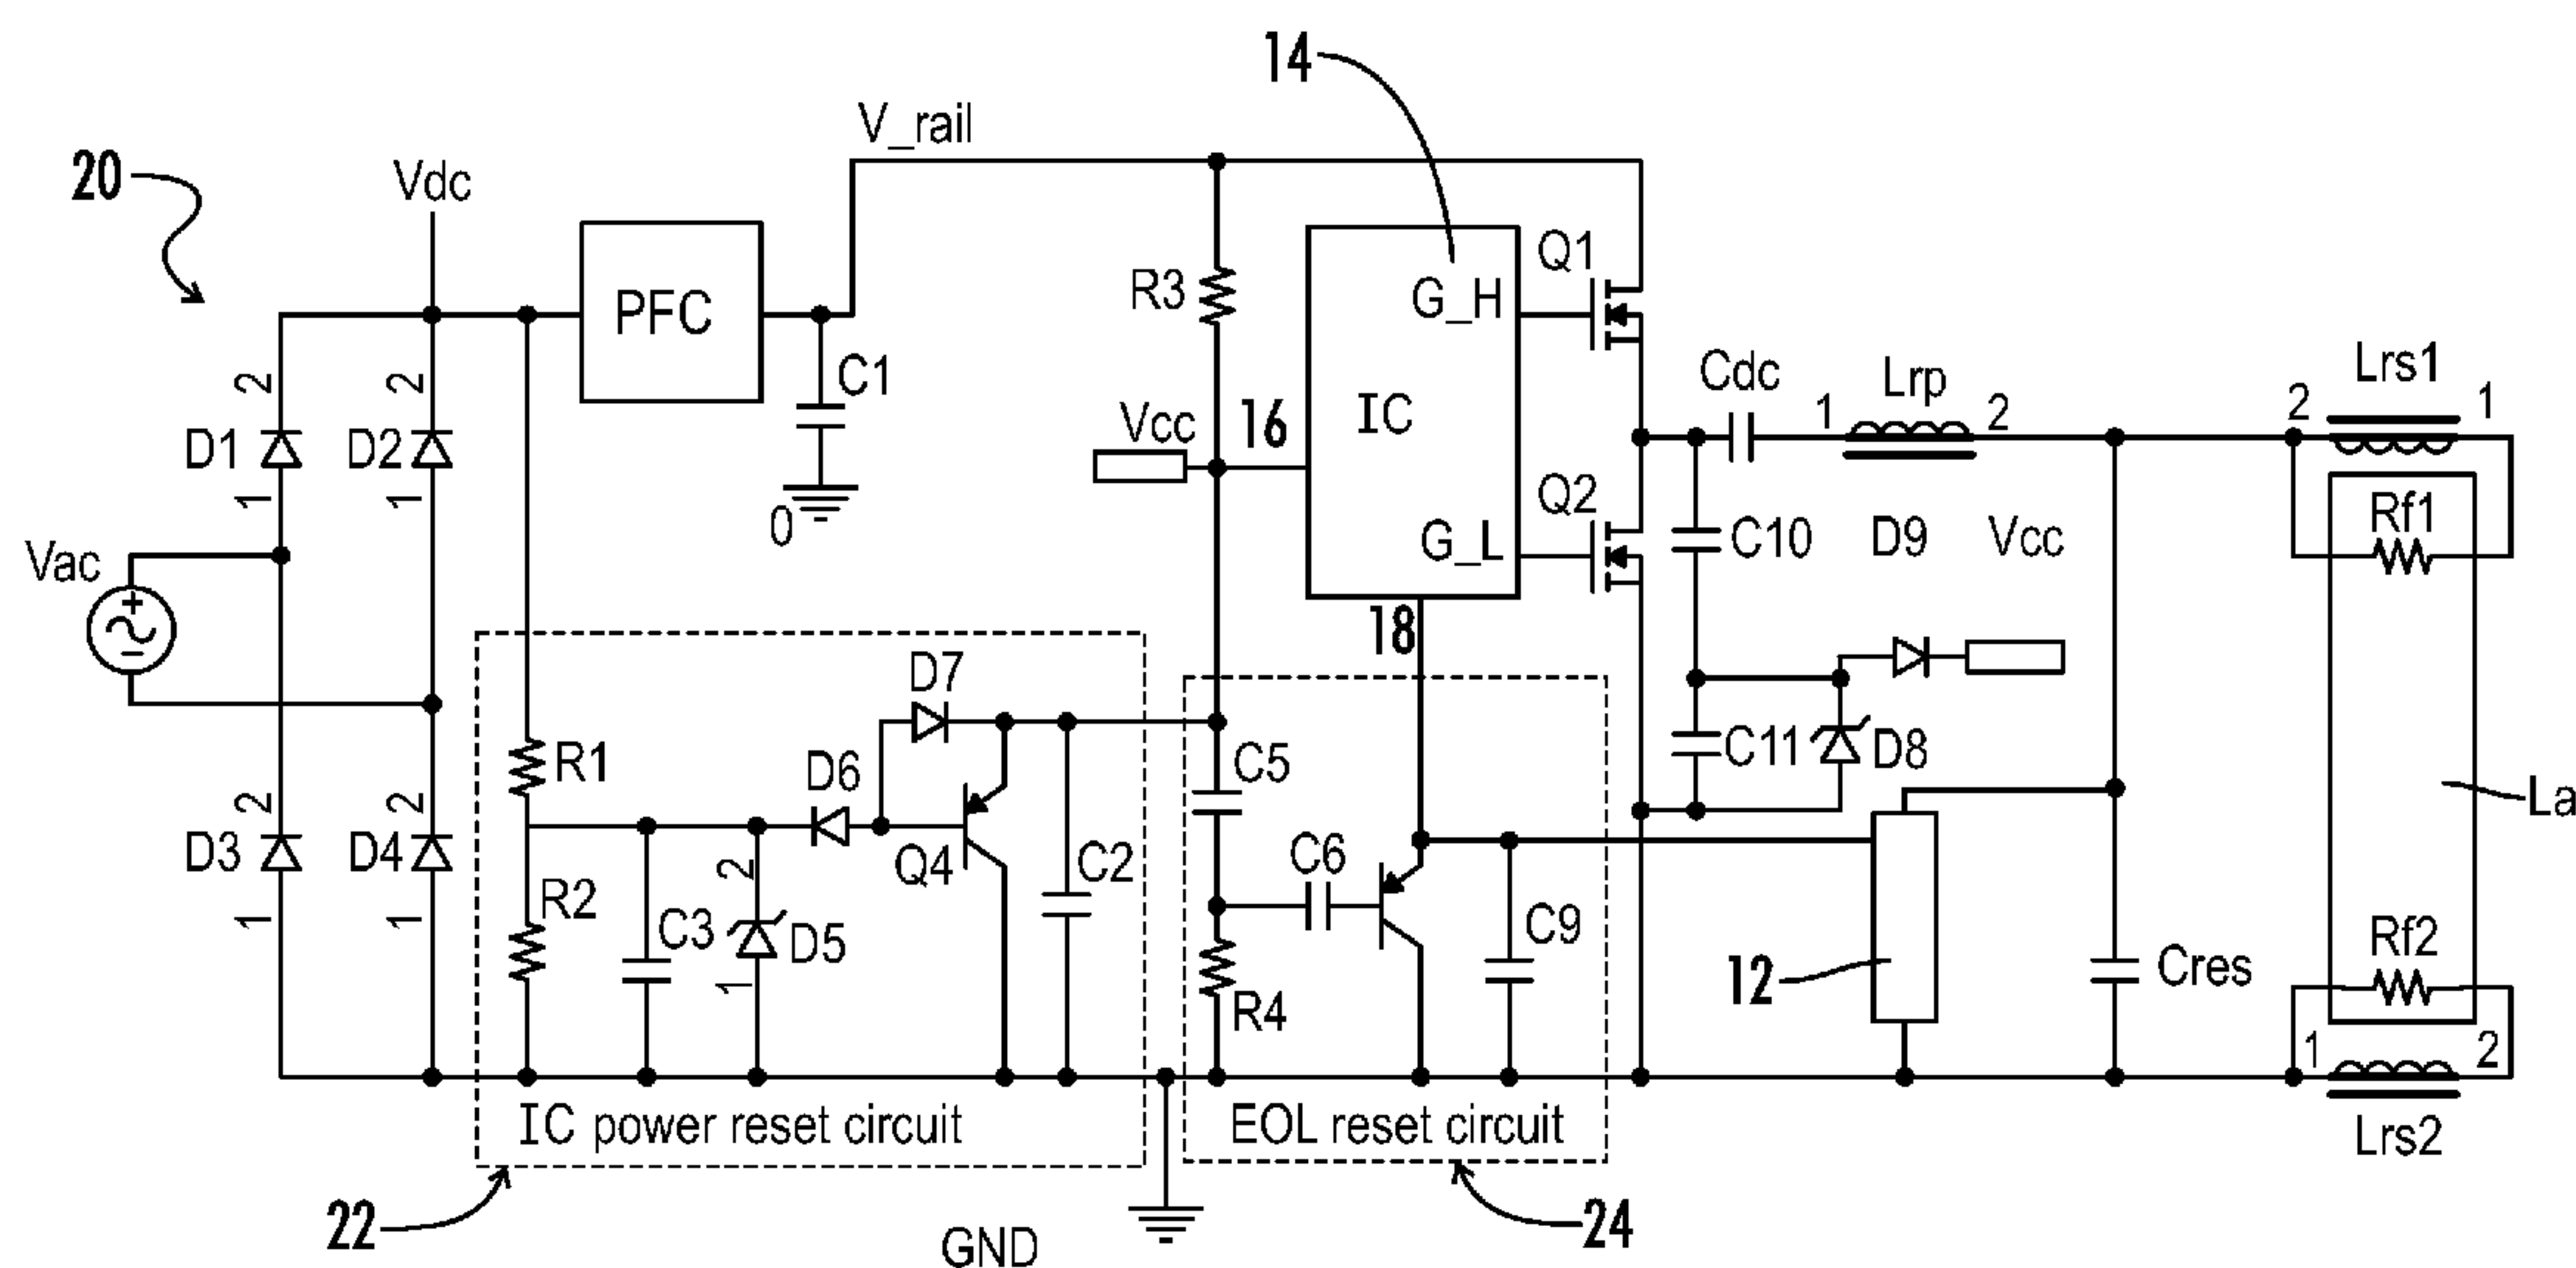 14
V_rail
20
Vdc
Q1
Lrs1
R3
PFC
G_H
Cdc
Lrp
2
1
2
2
C1
1
2
Vcc
16
IC
D1
D2
1
1
Q2
Rf1
0
G_L
C10
D9
Vcc
Vac
+
-
18
D7
R1
D6
C5
C11
D8
La
2
2
D3
D4
Q4
C2
C6
2
R2
C3
D5
C9
Rf2
1
1
1
12
Cres
R4
1
2
IC power reset circuit
EOL reset circuit
Lrs2
22
GND
24